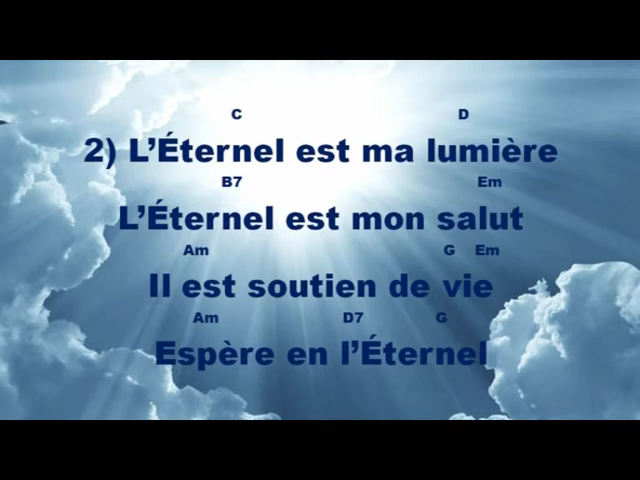 C D
2) L’Éternel est ma lumière
B7 Em
L’Éternel est mon salut
Am G Em
Il est soutien de vie
Am D7 G
Espère en l’Éternel